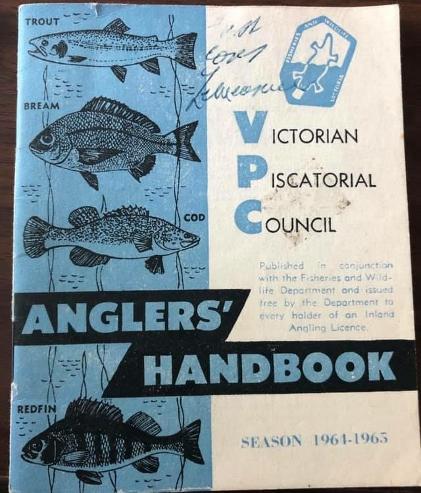 TROUT
BREAM
COD
VICTORIAN
PISCATORIAL
COUNCIL
Published in conjunction
with the Fisheries and Wild-
life Department and issued
free by the Department to
every holder of an Inland
Angling Licence.
ANGLERS'
HANDBOOK
REDFIN
SEASON 1964-1965